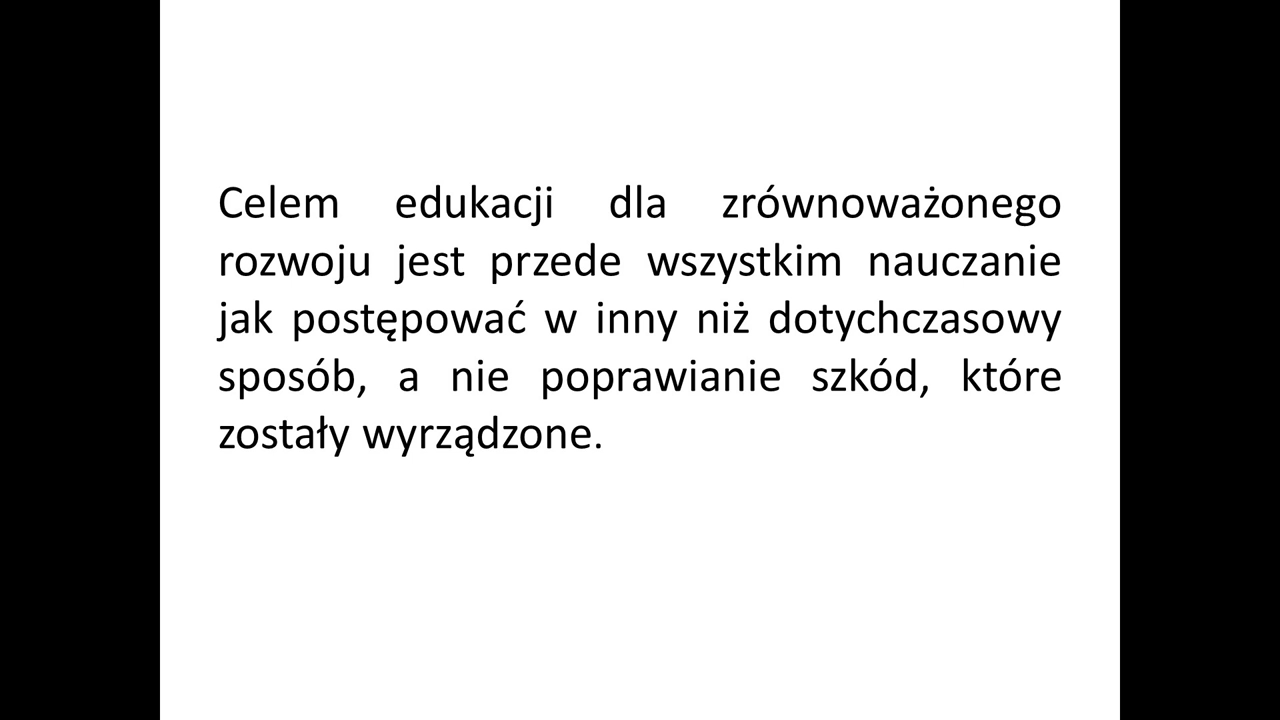 Celem edukacji dla zrównoważonego
rozwoju jest przede wszystkim nauczanie
jak postępować w inny niż dotychczasowy
sposób, a nie poprawianie szkód, które
zostały wyrządzone.